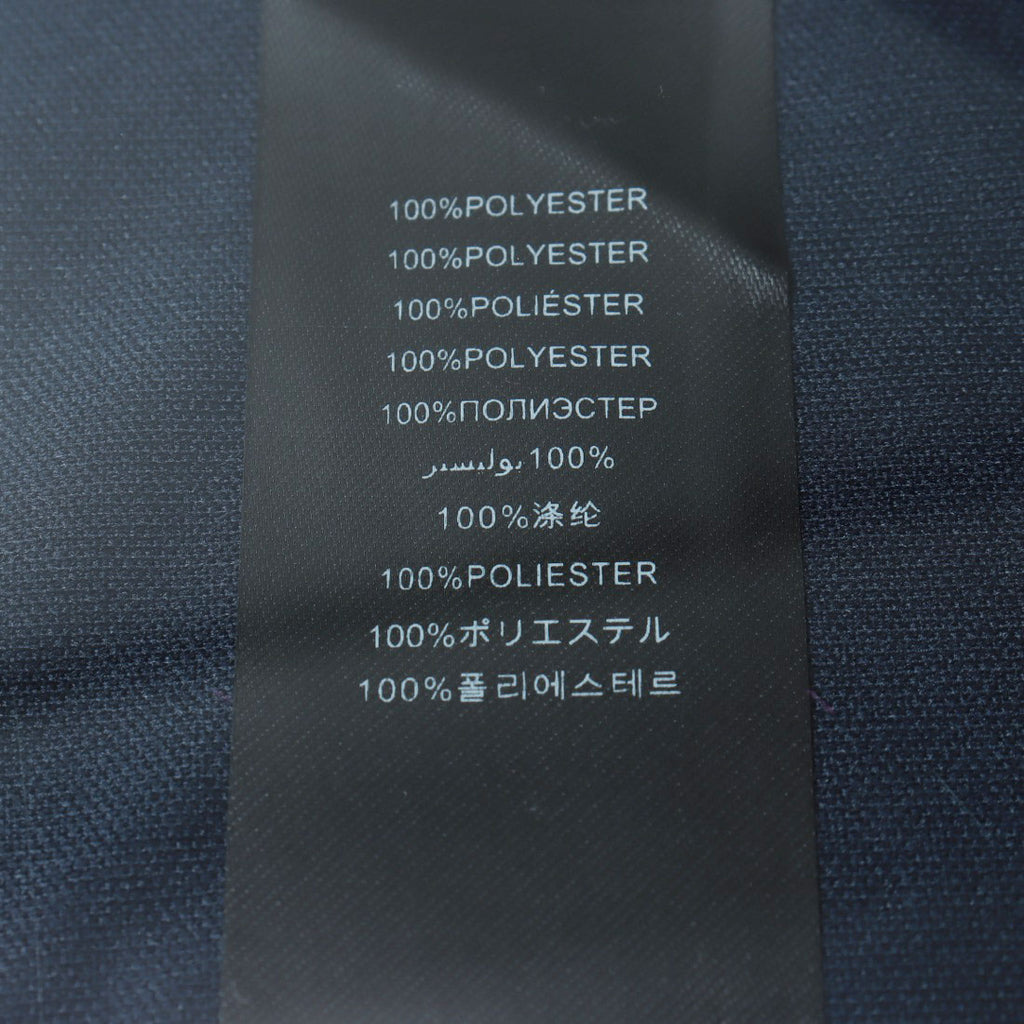 100%POLYESTER
100%POLYESTER
100%POLIÉSTER
100%POLYESTER
100%ПОЛИЭСТЕР
100%بوليستر
100%涤纶
100%POLIESTER
100%ポリエステル
100%폴리에스테르